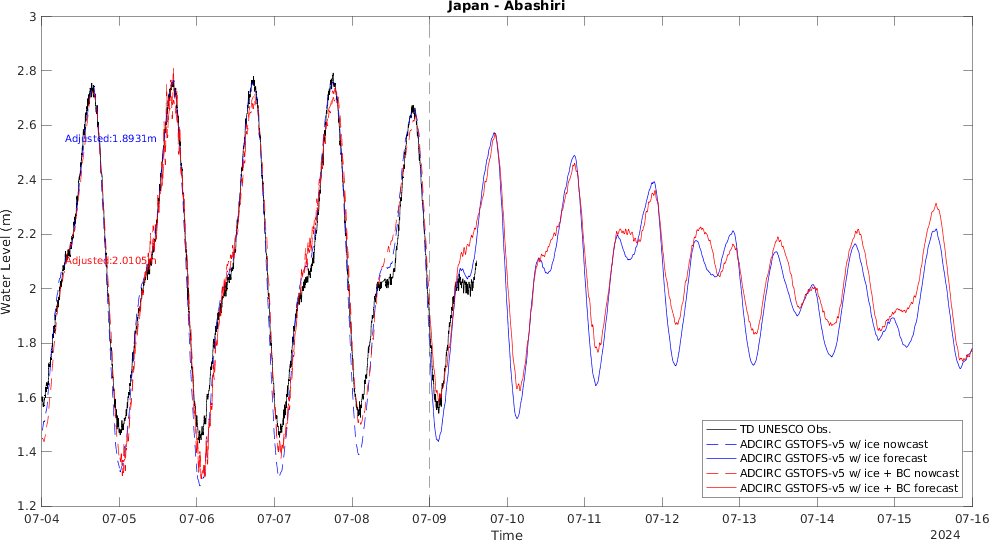 Japan - Abashiri
Water Level (m)
3
2.8
2.6
2.4
2.2
2
1.8
1.6
1.4
1.2
Adjusted:1.8931m
Adjusted:2.0105m
TD UNESCO Obs.
ADCIRC GSTOFS-v5 w/ ice nowcast
ADCIRC GSTOFS-v5 w/ ice forecast
ADCIRC GSTOFS-v5 w/ ice + BC nowcast
ADCIRC GSTOFS-v5 w/ ice + BC forecast
07-04 07-05 07-06 07-07 07-08 07-09 07-10 07-11 07-12 07-13 07-14 07-15 07-16
Time
2024